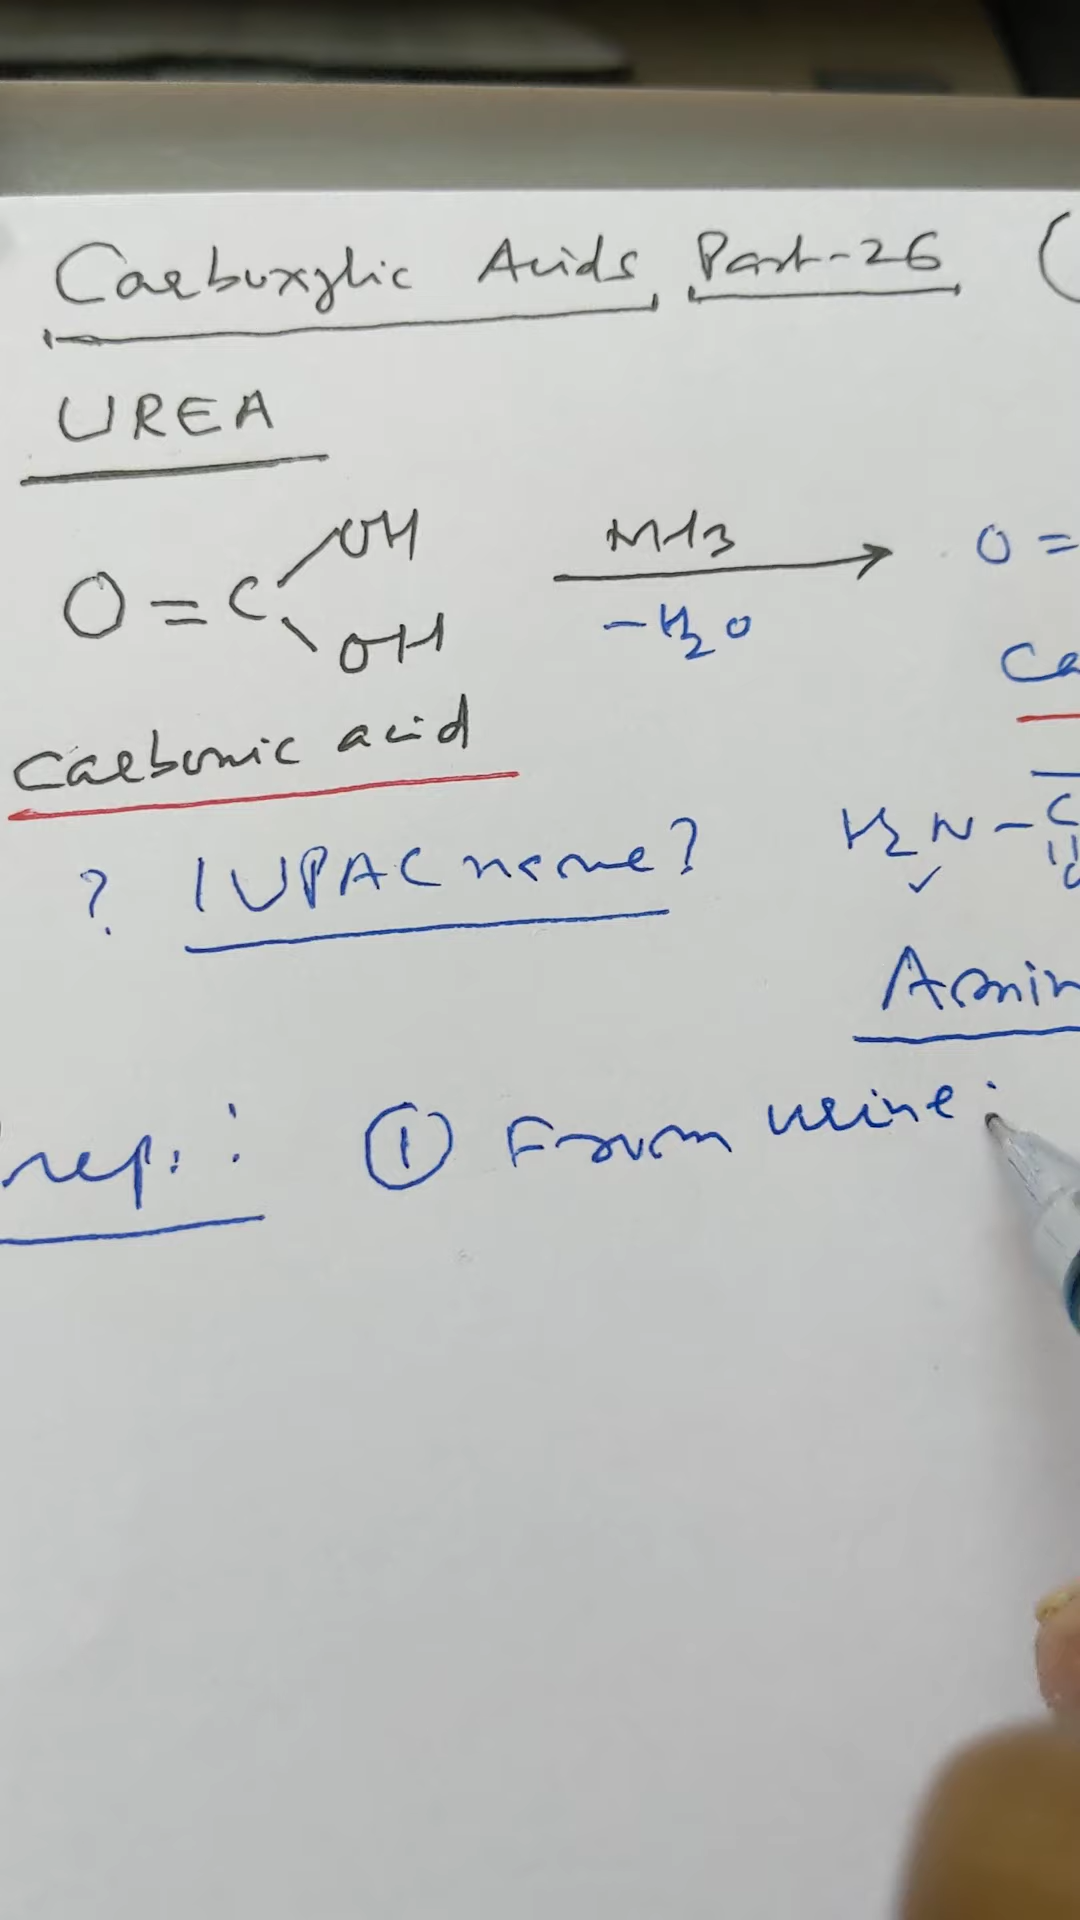 Carboxylic Acids, Part-26 (
UREA
O=C
OH
OH
NH3
-H2O
O=
Carbonic acid
Ca
? IUPAC name?
H2N-C
Amin
rep. : ① From urine: